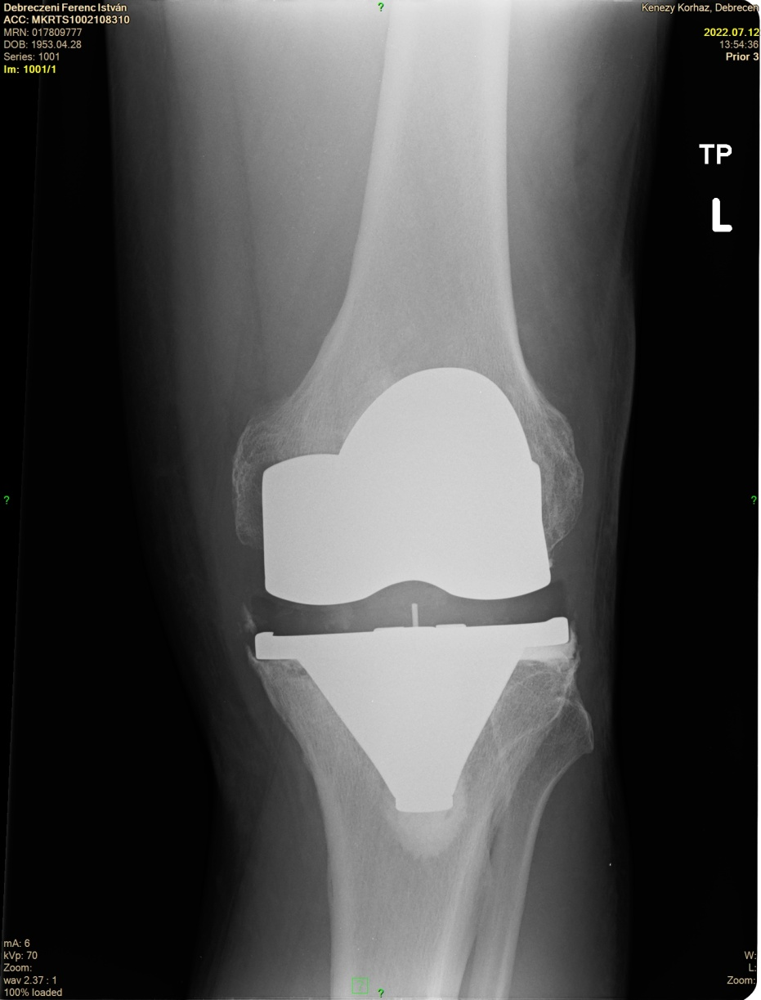 Debreczeni Ferenc István
ACC: MKRTS1002108310
MRN: 017809777
DOB: 1953.04.28
Series: 1001
Im: 1001/1
?
Kenezy Korhaz, Debrecen
2022.07.12
13:54:36
Prior 3
TP
L
?
?
mA: 6
kVp: 70
Zoom:
wav 2.37 : 1
100% loaded
?
?
W:
L:
Zoom: